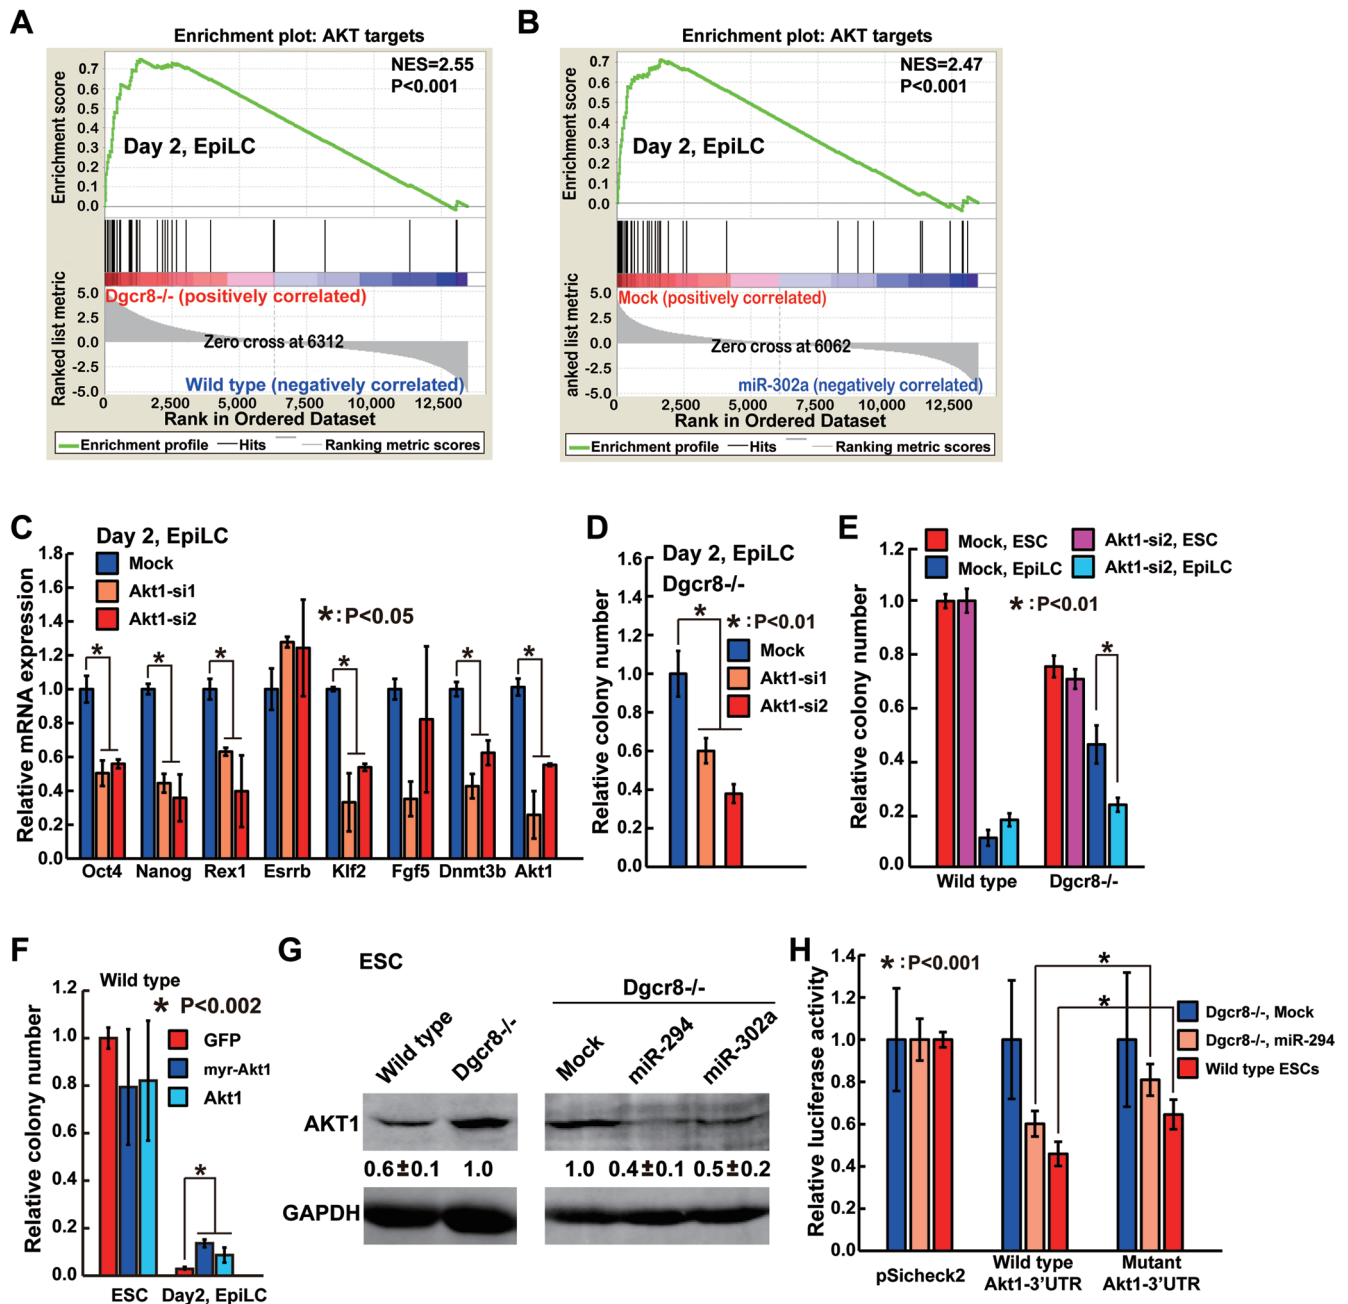 A
Enrichment plot: AKT targets
NES=2.55
P<0.001
Day 2, EpiLC
Enrichment score
0.7
0.6
0.5
0.4
0.3
0.2
0.1
0.0
Ranked list metric
5.0
2.5
0.0
-2.5
-5.0
Dgcr8-/- (positively correlated)
Zero cross at 6312
Wild type (negatively correlated)
0 2,500 5,000 7,500 10,000 12,500
Rank in Ordered Dataset
Enrichment profile Hits Ranking metric scores
B
Enrichment plot: AKT targets
NES=2.47
P<0.001
Day 2, EpiLC
Enrichment score
0.7
0.6
0.5
0.4
0.3
0.2
0.1
0.0
anked list metric
5.0
2.5
0.0
-2.5
-5.0
Mock (positively correlated)
Zero cross at 6062
miR-302a (negatively correlated)
0 2,500 5,000 7,500 10,000 12,500
Rank in Ordered Dataset
Enrichment profile Hits Ranking metric scores
C
Day 2, EpiLC
Mock
Akt1-si1
Akt1-si2
*: P<0.05
Relative mRNA expression
1.8
1.6
1.4
1.2
1.0
0.8
0.6
0.4
0.2
0.0
* * * * * *
Oct4 Nanog Rex1 Esrrb Klf2 Fgf5 Dnmt3b Akt1
D
Day 2, EpiLC
Dgcr8-/-
*
*: P<0.01
Mock
Akt1-si1
Akt1-si2
Relative colony number
1.6
1.4
1.2
1.0
0.8
0.6
0.4
0.2
0.0
E
Mock, ESC
Mock, EpiLC
Akt1-si2, ESC
Akt1-si2, EpiLC
*: P<0.01
*
Relative colony number
1.2
1.0
0.8
0.6
0.4
0.2
0.0
Wild type Dgcr8-/-
F
Wild type
* P<0.002
GFP
myr-Akt1
Akt1
*
Relative colony number
1.2
1.0
0.8
0.6
0.4
0.2
0.0
ESC Day2, EpiLC
G
ESC
Dgcr8-/-
Wild type Dgcr8-/- Mock miR-294 miR-302a
AKT1
0.6±0.1 1.0 1.0 0.4±0.1 0.5±0.2
GAPDH
H
*: P<0.001
*
*
Dgcr8-/-, Mock
Dgcr8-/-, miR-294
Wild type ESCs
Relative luciferase activity
1.4
1.2
1.0
0.8
0.6
0.4
0.2
0.0
pSicheck2
Wild type
Akt1-3'UTR
Mutant
Akt1-3'UTR